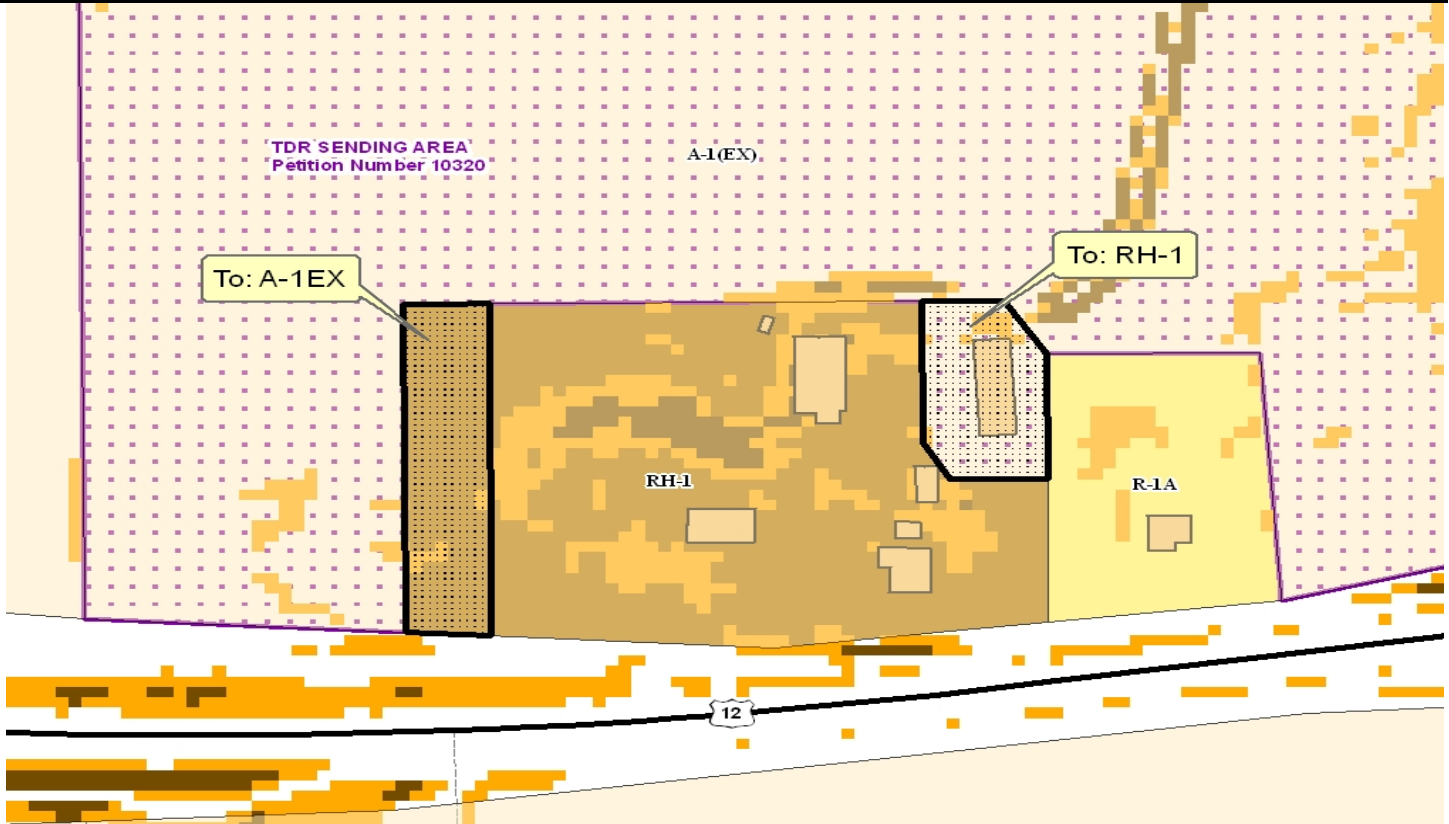 TDR SENDING AREA
Petition Number 10320
A-1(EX)
To: RH-1
To: A-1EX
RH-1
R-1A
12